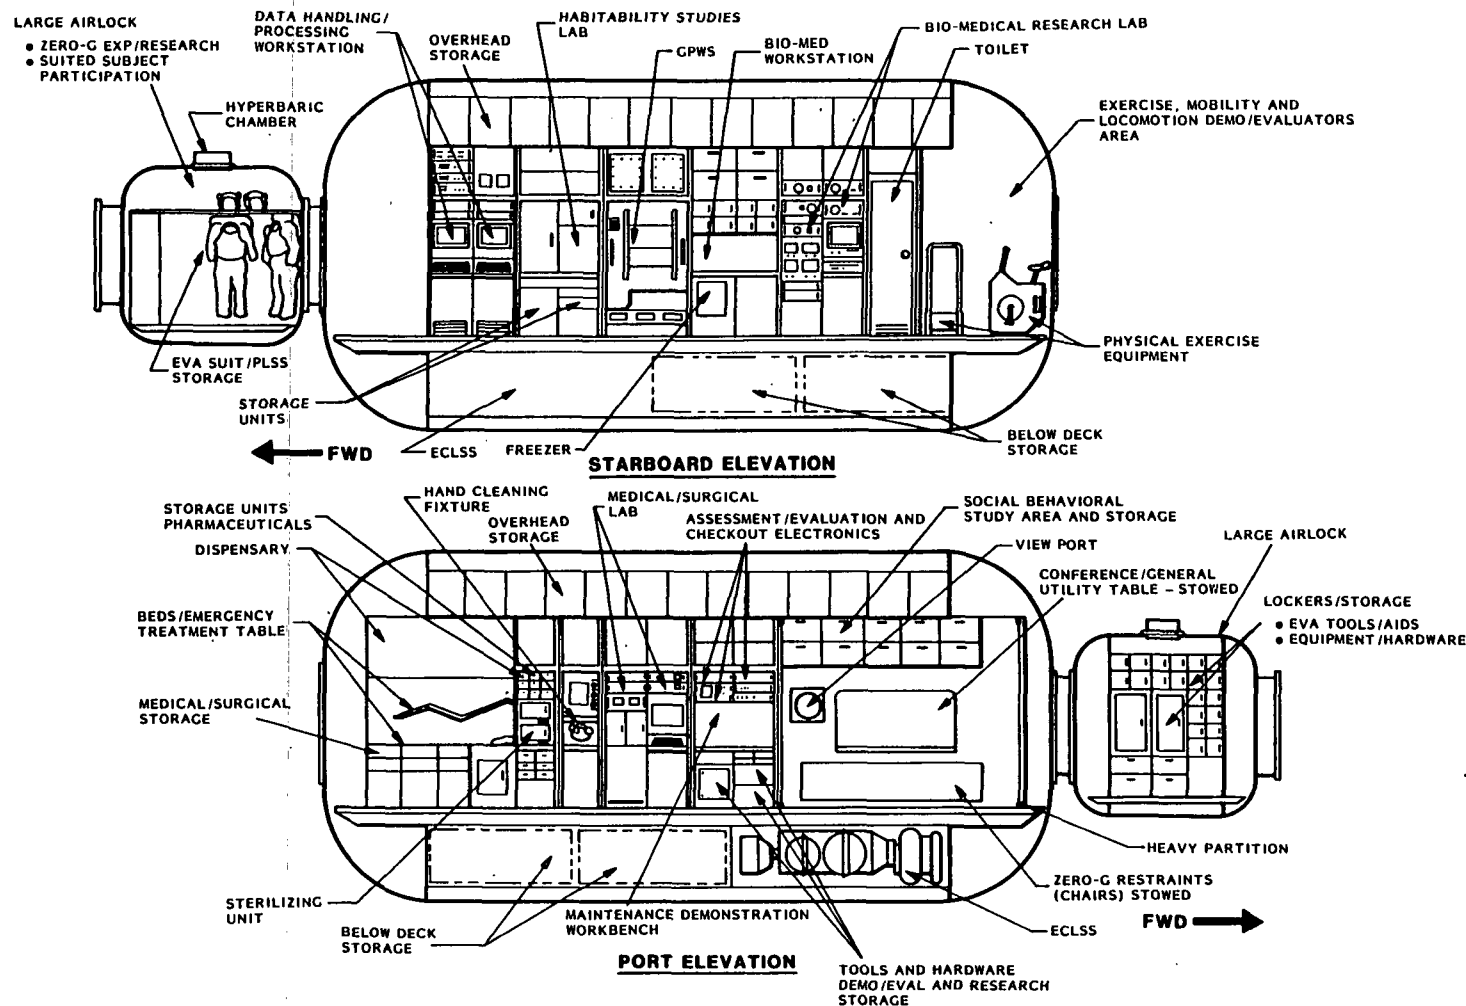 LARGE AIRLOCK
• ZERO-G EXP/RESEARCH
• SUITED SUBJECT
PARTICIPATION
DATA HANDLING/
PROCESSING
WORKSTATION
OVERHEAD
STORAGE
HABITABILITY STUDIES
LAB
GPWS
BIO-MED
WORKSTATION
BIO-MEDICAL RESEARCH LAB
TOILET
HYPERBARIC
CHAMBER
EXERCISE, MOBILITY AND
LOCOMOTION DEMO/EVALUATORS
AREA
EVA SUIT/PLSS
STORAGE
PHYSICAL EXERCISE
EQUIPMENT
STORAGE
UNITS
FWD
ECLSS
FREEZER
BELOW DECK
STORAGE
STARBOARD ELEVATION
STORAGE UNITS
PHARMACEUTICALS
DISPENSARY
HAND CLEANING
FIXTURE
OVERHEAD
STORAGE
MEDICAL/SURGICAL
LAB
ASSESSMENT/EVALUATION AND
CHECKOUT ELECTRONICS
SOCIAL BEHAVIORAL
STUDY AREA AND STORAGE
VIEW PORT
CONFERENCE/GENERAL
UTILITY TABLE – STOWED
LARGE AIRLOCK
LOCKERS/STORAGE
• EVA TOOLS/AIDS
• EQUIPMENT/HARDWARE
BEDS/EMERGENCY
TREATMENT TABLE
MEDICAL/SURGICAL
STORAGE
HEAVY PARTITION
ZERO-G RESTRAINTS
(CHAIRS) STOWED
STERILIZING
UNIT
BELOW DECK
STORAGE
MAINTENANCE DEMONSTRATION
WORKBENCH
ECLSS
FWD
PORT ELEVATION
TOOLS AND HARDWARE
DEMO/EVAL AND RESEARCH
STORAGE